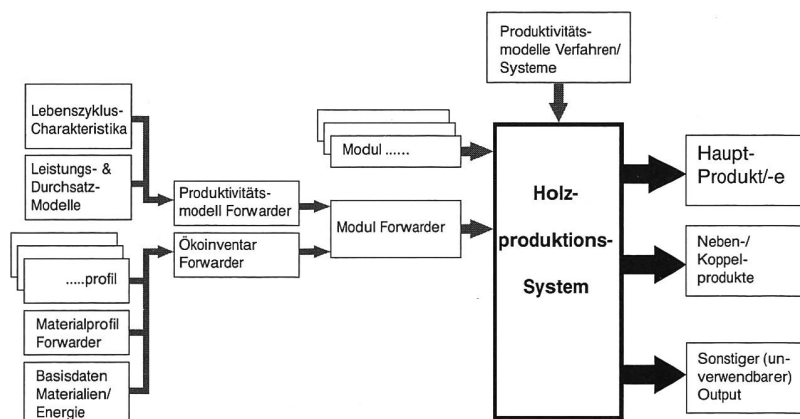 Produktivitäts-
modelle Verfahren/
Systeme
Lebenszyklus-
Charakteristika
Leistungs- &
Durchsatz-
Modelle
Produktivitäts-
modell Forwarder
Ökoinventar
Forwarder
.....profil
Materialprofil
Forwarder
Basisdaten
Materialien/
Energie
Modul ......
Modul Forwarder
Holz-
produktions-
System
Haupt-
Produkt/-e
Neben-/
Koppel-
produkte
Sonstiger (un-
verwendbarer)
Output